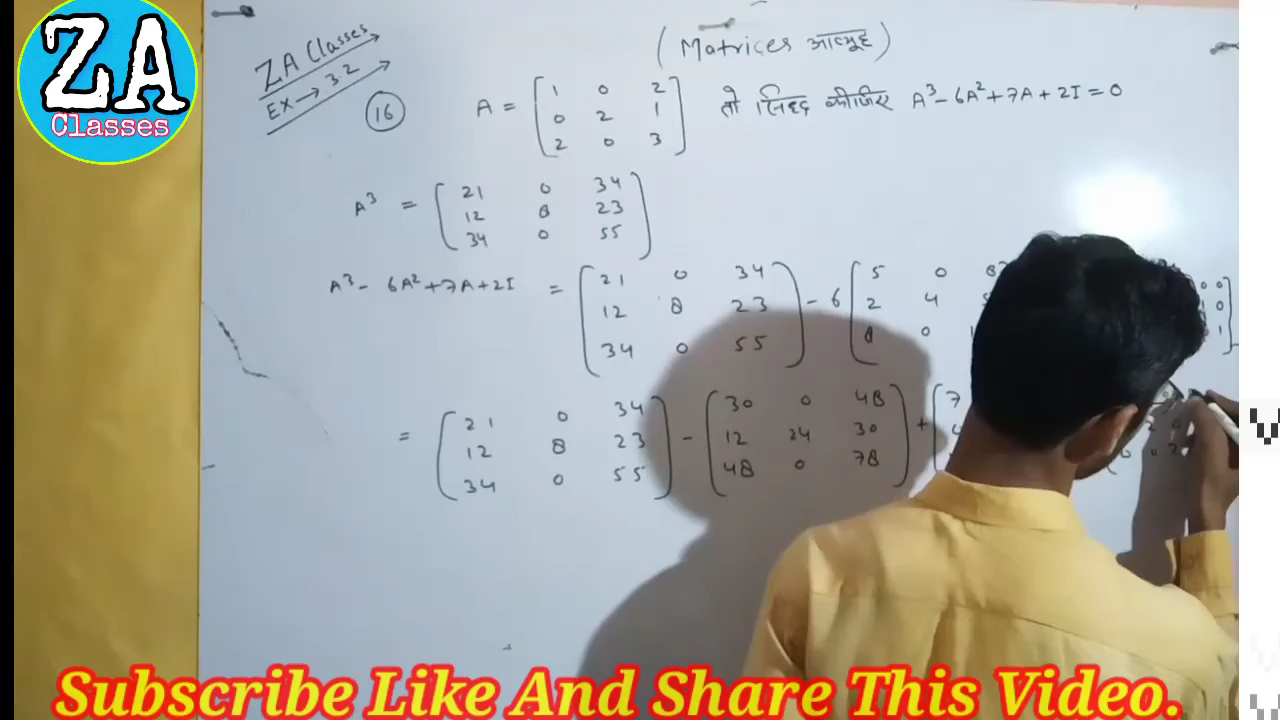 ZA
Classes
ZA Classes
EX → 3.2
(Matrices आव्यूह)
16
A = [ 1 0 2
0 2 1
2 0 3 ]
तो सिद्ध कीजिए A³ - 6A² + 7A + 2I = 0
A³ = [ 21 0 34
12 8 23
34 0 55 ]
A³ - 6A² + 7A + 2I = [ 21 0 34
12 8 23
34 0 55 ] - 6 [ 5 0 8
2 4
8 0
= [ 21 0 34
12 8 23
34 0 55 ] - [ 30 0 48
12 24 30
48 0 78 ] + [ 7
Subscribe Like And Share This Video.